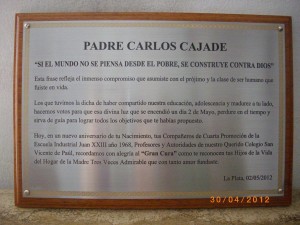 PADRE CARLOS CAJADE
"SI EL MUNDO NO SE PIENSA DESDE EL POBRE, SE CONSTRUYE CONTRA DIOS"
Esta frase refleja el inmenso compromiso que asumiste con el prójimo y la clase de ser humano que
fuiste en vida.
Los que tuvimos la dicha de haber compartido nuestra educación, adolescencia y madurez a tu lado,
hacemos votos para que esa divina luz que se encendió un día 2 de Mayo, perdure en el tiempo y
sirva de guía para lograr todos los objetivos que te habías propuesto.
Hoy, en un nuevo aniversario de tu Nacimiento, tus Compañeros de Cuarta Promoción de la
Escuela Industrial Juan XXIII año 1968, Profesores y Autoridades de nuestro Querido Colegio San
Vicente de Paúl, recordamos con alegría al "Gran Cura" como te reconocen tus Hijos de la Vida
del Hogar de la Madre Tres Veces Admirable que con tanto amor fundaste.
La Plata, 02/05/2012
30/04/2012